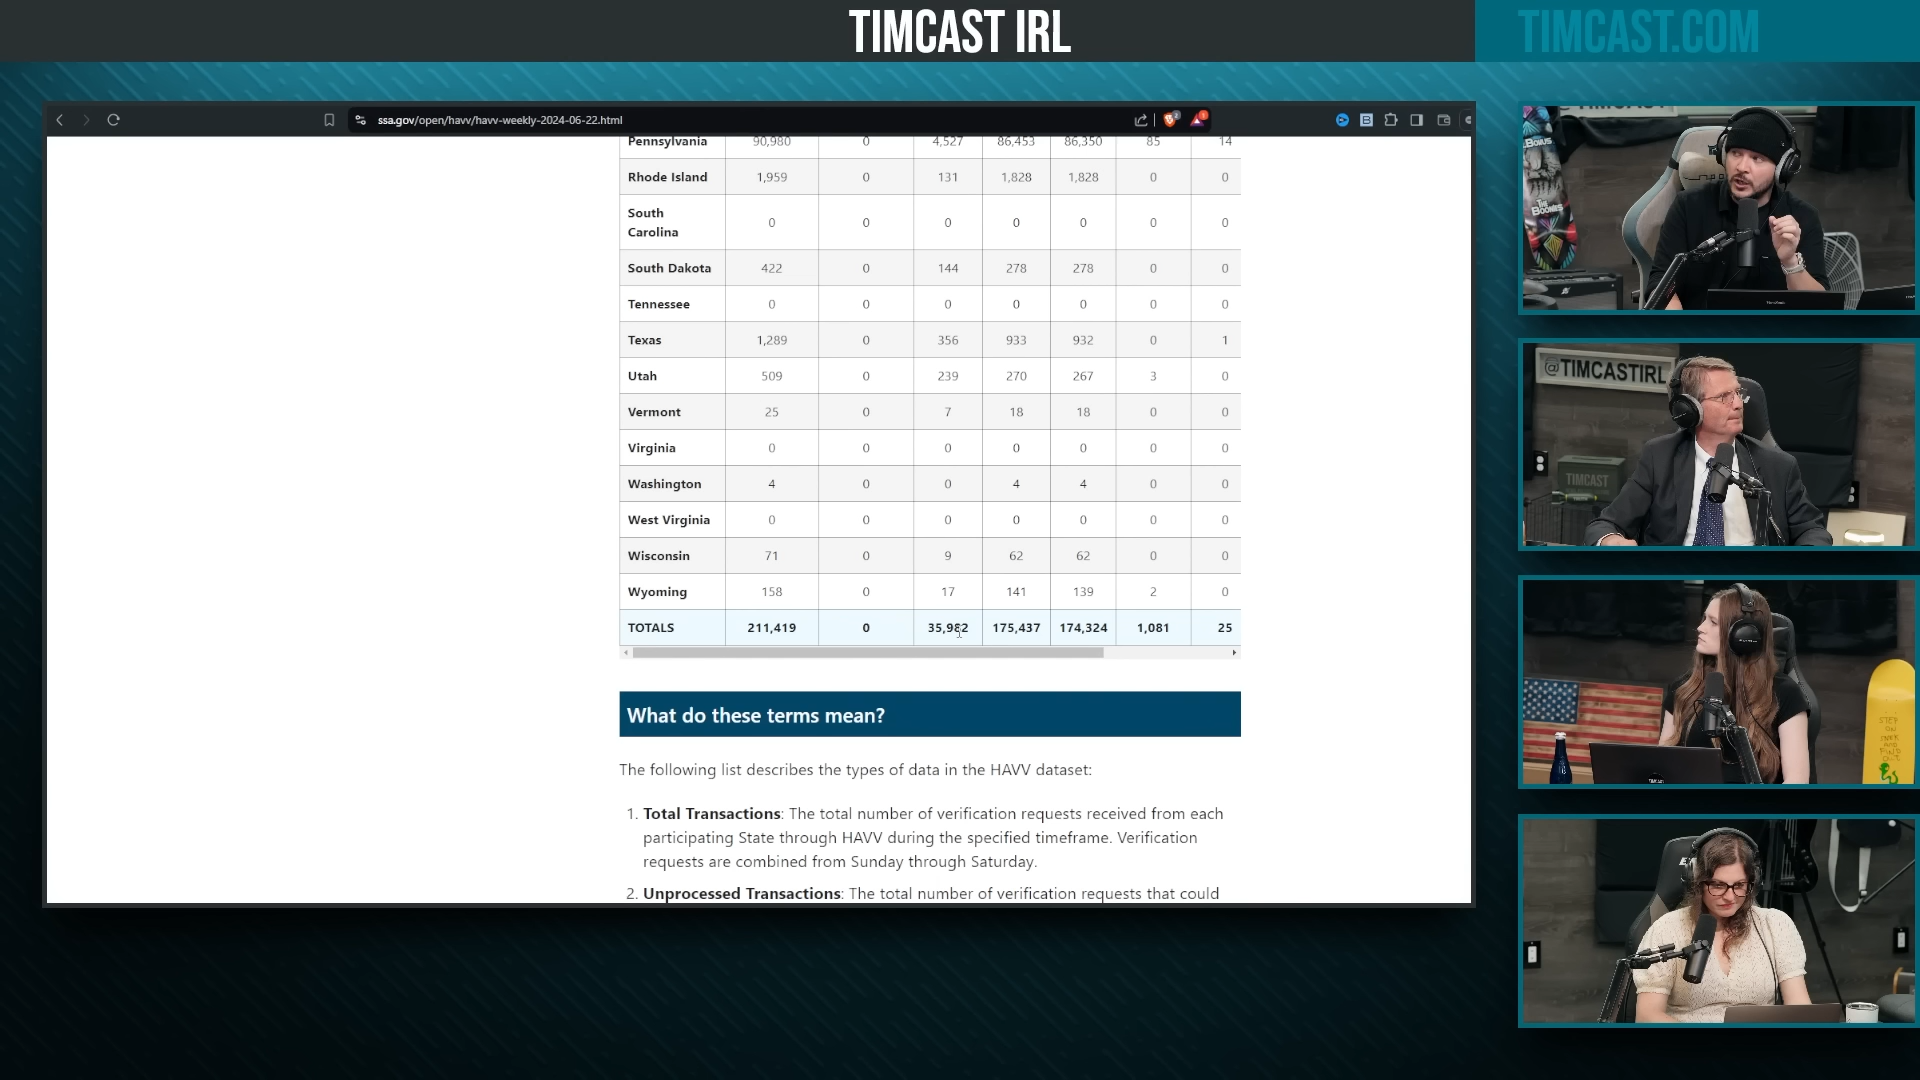 TIMCAST IRL
TIMCAST.COM
ssa.gov/open/havv/havv-weekly-2024-06-22.html
Pennsylvania 90,980 0 4,527 86,453 86,350 85 14
Rhode Island 1,959 0 131 1,828 1,828 0 0
South
Carolina 0 0 0 0 0 0 0
South Dakota 422 0 144 278 278 0 0
Tennessee 0 0 0 0 0 0 0
Texas 1,289 0 356 933 932 0 1
Utah 509 0 239 270 267 3 0
Vermont 25 0 7 18 18 0 0
Virginia 0 0 0 0 0 0 0
Washington 4 0 0 4 4 0 0
West Virginia 0 0 0 0 0 0 0
Wisconsin 71 0 9 62 62 0 0
Wyoming 158 0 17 141 139 2 0
TOTALS 211,419 0 35,982 175,437 174,324 1,081 25
What do these terms mean?
The following list describes the types of data in the HAVV dataset:
1. Total Transactions: The total number of verification requests received from each
participating State through HAVV during the specified timeframe. Verification
requests are combined from Sunday through Saturday.
2. Unprocessed Transactions: The total number of verification requests that could
THE BOONIES
@TIMCASTIRL
TIMCAST
STEP
ON
SNEK
AND
FIND
OUT